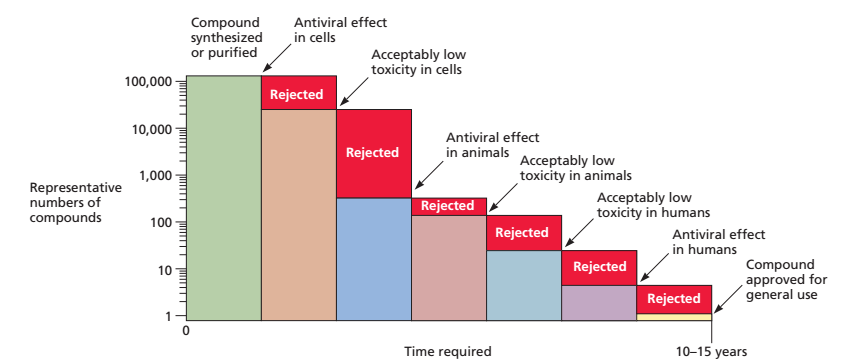 Compound
synthesized
or purified
Antiviral effect
in cells
Acceptably low
toxicity in cells
Antiviral effect
in animals
Acceptably low
toxicity in animals
Acceptably low
toxicity in humans
Antiviral effect
in humans
Compound
approved for
general use
Representative
numbers of
compounds
100,000
10,000
1,000
100
10
1
Rejected
Rejected
Rejected
Rejected
Rejected
Rejected
0
Time required
10–15 years